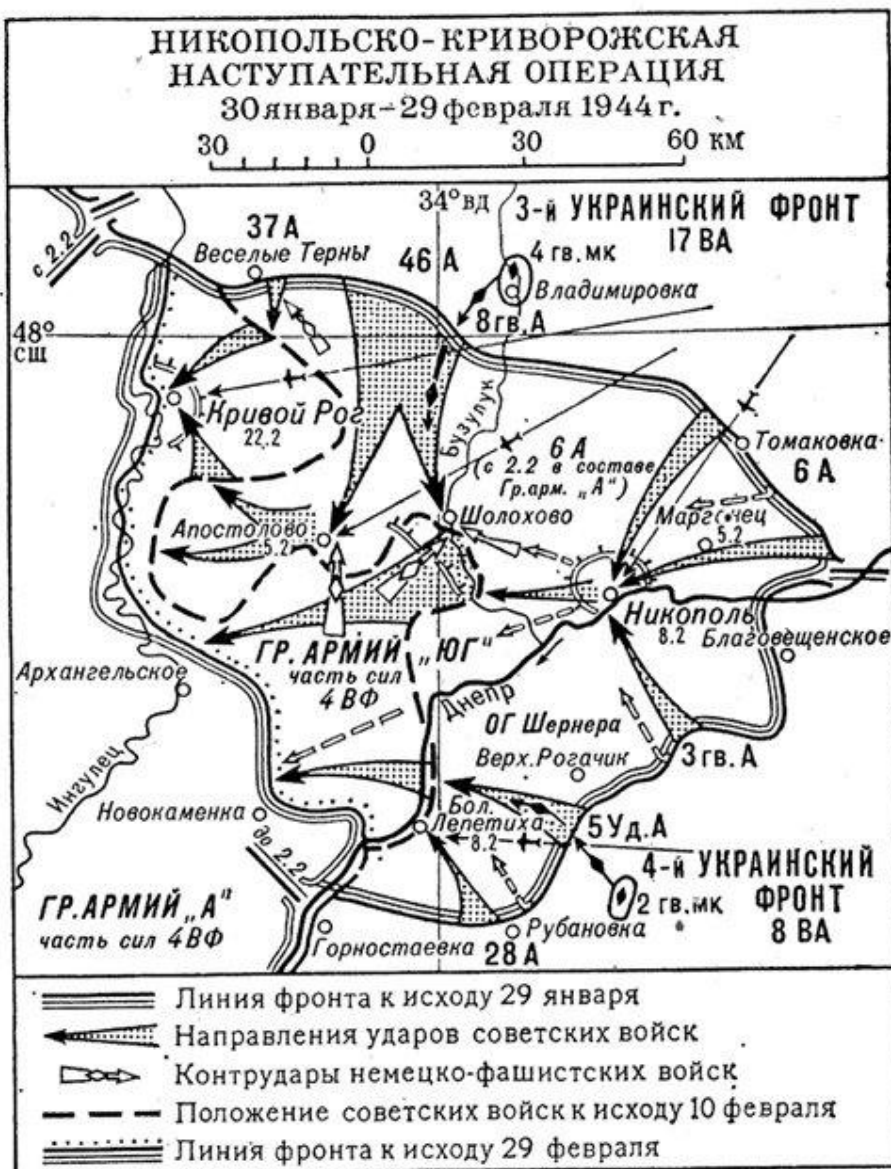 НИКОПОЛЬСКО-КРИВОРОЖСКАЯ
НАСТУПАТЕЛЬНАЯ ОПЕРАЦИЯ
30 января-29 февраля 1944 г.
30 0 30 60 км
34° вд
3-й УКРАИНСКИЙ ФРОНТ
17 ВА
37 А
Веселые Терны
с 2.2
46 А
4 гв. мк
Владимировка
8 гв. А
48°
сш
Кривой Рог
22.2
Бузулук
6 А
(с 2.2 в составе
Гр. арм. „А")
Томаковка
6 А
Марганец
5.2
Апостолово
5.2
Шолохово
Никополь
8.2
Благовещенское
ГР. АРМИЙ „ЮГ"
часть сил
4 ВФ
Архангельское
Днепр
ОГ Шернера
Верх. Рогачик
3 гв. А
Ингулец
Новокаменка
до 2.2
Бол.
Лепетиха
8.2
5 Уд. А
4-й УКРАИНСКИЙ
ФРОНТ
8 ВА
2 гв. мк
ГР. АРМИЙ „А"
часть сил 4 ВФ
Горностаевка
28 А
Рубановка
Линия фронта к исходу 29 января
Направления ударов советских войск
Контрудары немецко-фашистских войск
Положение советских войск к исходу 10 февраля
Линия фронта к исходу 29 февраля